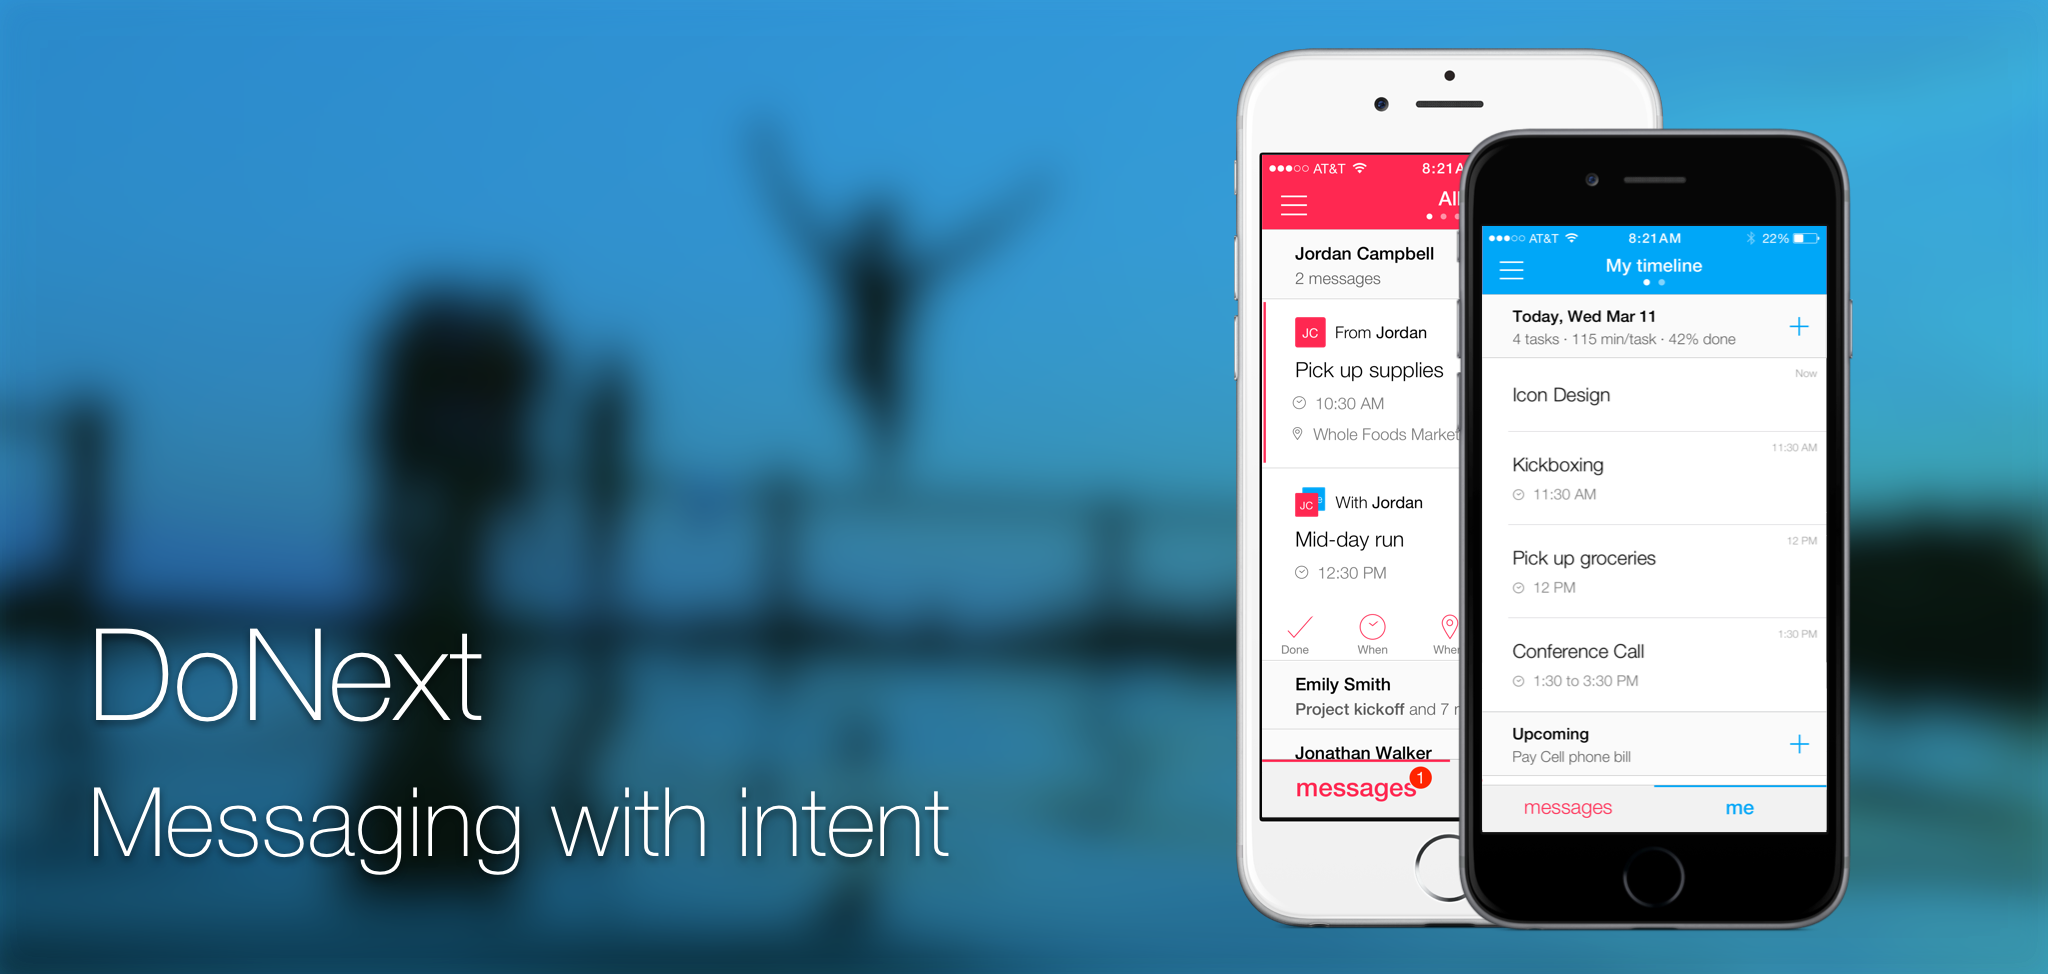 DoNext
Messaging with intent
AT&T
8:21A
All
Jordan Campbell
2 messages
JC
From Jordan
Pick up supplies
10:30 AM
Whole Foods Market
JC
With Jordan
Mid-day run
12:30 PM
Done
When
Wher
Emily Smith
Project kickoff and 7
Jonathan Walker
messages
1
AT&T
8:21AM
22%
My timeline
Today, Wed Mar 11
4 tasks · 115 min/task · 42% done
Now
Icon Design
11:30 AM
Kickboxing
11:30 AM
12 PM
Pick up groceries
12 PM
1:30 PM
Conference Call
1:30 to 3:30 PM
Upcoming
Pay Cell phone bill
messages
me